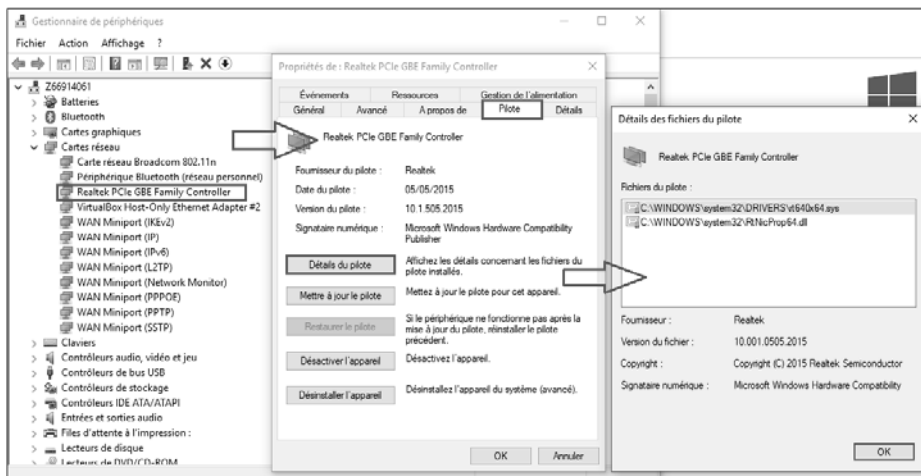 Gestionnaire de périphériques
Fichier Action Affichage ?
Z66914061
Batteries
Bluetooth
Cartes graphiques
Cartes réseau
Carte réseau Broadcom 802.11n
Périphérique Bluetooth (réseau personnel)
Realtek PCIe GBE Family Controller
VirtualBox Host-Only Ethernet Adapter #2
WAN Miniport (IKEv2)
WAN Miniport (IP)
WAN Miniport (IPv6)
WAN Miniport (L2TP)
WAN Miniport (Network Monitor)
WAN Miniport (PPPOE)
WAN Miniport (PPTP)
WAN Miniport (SSTP)
Claviers
Contrôleurs audio, vidéo et jeu
Contrôleurs de bus USB
Contrôleurs de stockage
Contrôleurs IDE ATA/ATAPI
Entrées et sorties audio
Files d'attente à l'impression :
Lecteurs de disque
Lecteurs de DVD/CD-ROM
Propriétés de : Realtek PCIe GBE Family Controller
Événements Ressources Gestion de l'alimentation
Général Avancé A propos de Pilote Détails
Realtek PCIe GBE Family Controller
Fournisseur du pilote : Realtek
Date du pilote : 05/05/2015
Version du pilote : 10.1.505.2015
Signataire numérique : Microsoft Windows Hardware Compatibility
Publisher
Détails du pilote Affichez les détails concernant les fichiers du
pilote installés.
Mettre à jour le pilote Mettez à jour le pilote pour cet appareil.
Restaurer le pilote Si le périphérique ne fonctionne pas après la
mise à jour du pilote, réinstaller le pilote
précédent.
Désactiver l'appareil Désactivez l'appareil.
Désinstaller l'appareil Désinstallez l'appareil du système (avancé).
OK Annuler
Détails des fichiers du pilote
Realtek PCIe GBE Family Controller
Fichiers du pilote :
C:\WINDOWS\system32\DRIVERS\rt640x64.sys
C:\WINDOWS\system32\RtNicProp64.dll
Fournisseur : Realtek
Version du fichier : 10.001.0505.2015
Copyright : Copyright (C) 2015 Realtek Semiconductor
Signataire numérique : Microsoft Windows Hardware Compatibility
OK